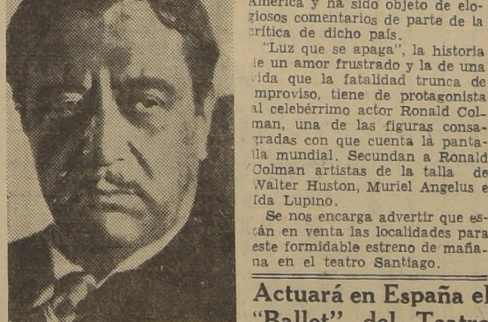 América y ha sido objeto de elo-
giosos comentarios de parte de la
crítica de dicho país.
"Luz que se apaga", la historia
de un amor frustrado y la de una
vida que la fatalidad trunca de
improviso, tiene de protagonista
al celebérrimo actor Ronald Col-
man, una de las figuras consa-
gradas con que cuenta la panta-
lla mundial. Secundan a Ronald
Colman artistas de la talla de
Walter Huston, Muriel Angelus e
Ida Lupino.
Se nos encarga advertir que es-
tán en venta las localidades para
este formidable estreno de maña-
na en el teatro Santiago.
Actuará en España el
"Ballet" del Teatro